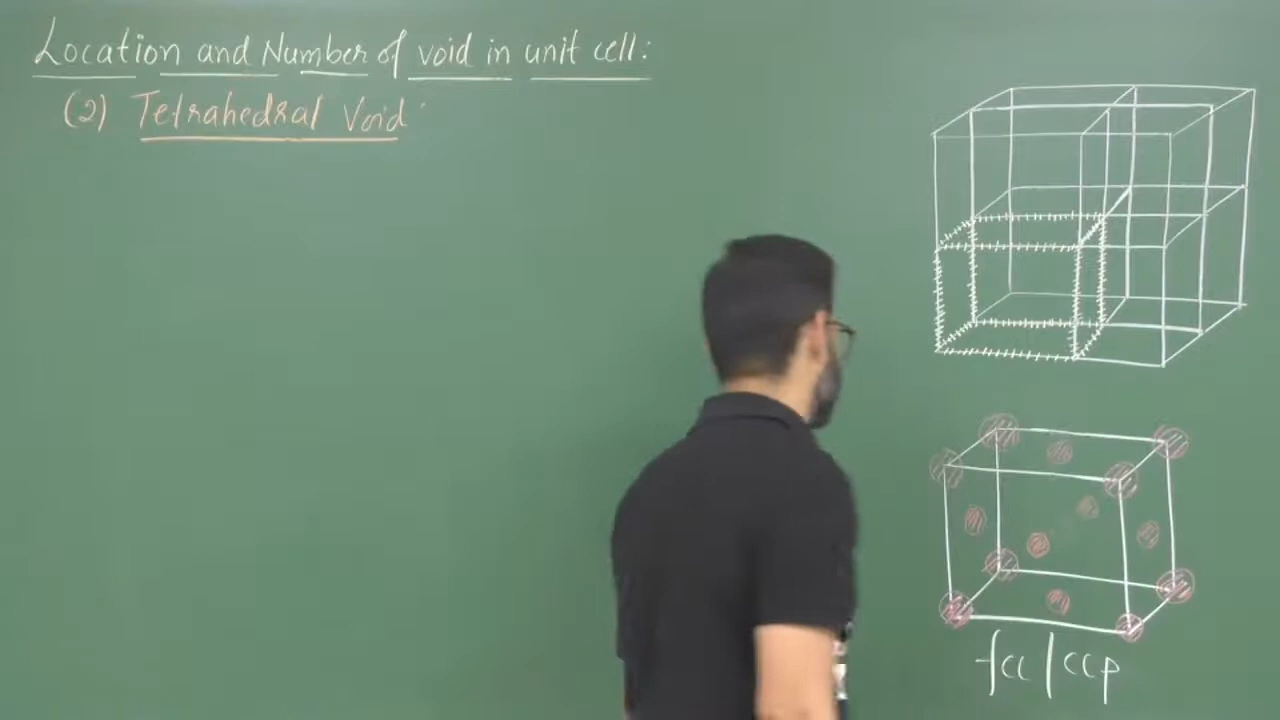 Location and Number of void in unit cell:
(2) Tetrahedral Void
fcc / ccp